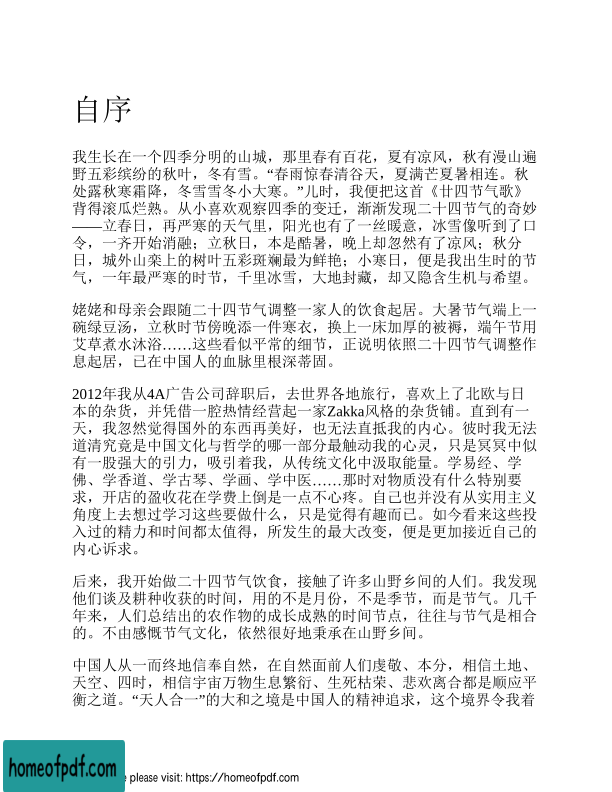 自序
我生长在一个四季分明的山城，那里春有百花，夏有凉风，秋有漫山遍
野五彩缤纷的秋叶，冬有雪。“春雨惊春清谷天，夏满芒夏暑相连。秋
处露秋寒霜降，冬雪雪冬小大寒。”儿时，我便把这首《廿四节气歌》
背得滚瓜烂熟。从小喜欢观察四季的变迁，渐渐发现二十四节气的奇妙
——立春日，再严寒的天气里，阳光也有了一丝暖意，冰雪像听到了口
令，一齐开始消融；立秋日，本是酷暑，晚上却忽然有了凉风；秋分
日，城外山峦上的树叶五彩斑斓最为鲜艳；小寒日，便是我出生时的节
气，一年最严寒的时节，千里冰雪，大地封藏，却又隐含生机与希望。
姥姥和母亲会跟随二十四节气调整一家人的饮食起居。大暑节气端上一
碗绿豆汤，立秋时节傍晚添一件寒衣，换上一床加厚的被褥，端午节用
艾草煮水沐浴……这些看似平常的细节，正说明依照二十四节气调整作
息起居，已在中国人的血脉里根深蒂固。
2012年我从4A广告公司辞职后，去世界各地旅行，喜欢上了北欧与日
本的杂货，并凭借一腔热情经营起一家Zakka风格的杂货铺。直到有一
天，我忽然觉得国外的东西再美好，也无法直抵我的内心。彼时我无法
道清究竟是中国文化与哲学的哪一部分最触动我的心灵，只是冥冥中似
有一股强大的引力，吸引着我，从传统文化中汲取能量。学易经、学
佛、学香道、学古琴、学画、学中医……那时对物质没有什么特别要
求，开店的盈收花在学费上倒是一点不心疼。自己也并没有从实用主义
角度上去想过学习这些要做什么，只是觉得有趣而已。如今看来这些投
入过的精力和时间都太值得，所发生的最大改变，便是更加接近自己的
内心诉求。
后来，我开始做二十四节气饮食，接触了许多山野乡间的人们。我发现
他们谈及耕种收获的时间，用的不是月份，不是季节，而是节气。几千
年来，人们总结出的农作物的成长成熟的时间节点，往往与节气是相合
的。不由感慨节气文化，依然很好地秉承在山野乡间。
中国人从一而终地信奉自然，在自然面前人们虔敬、本分，相信土地、
天空、四时，相信宇宙万物生息繁衍、生死枯荣、悲欢离合都是顺应平
衡之道。“天人合一”的大和之境是中国人的精神追求，这个境界令我着
homeofpdf.com
e please visit: https://homeofpdf.com